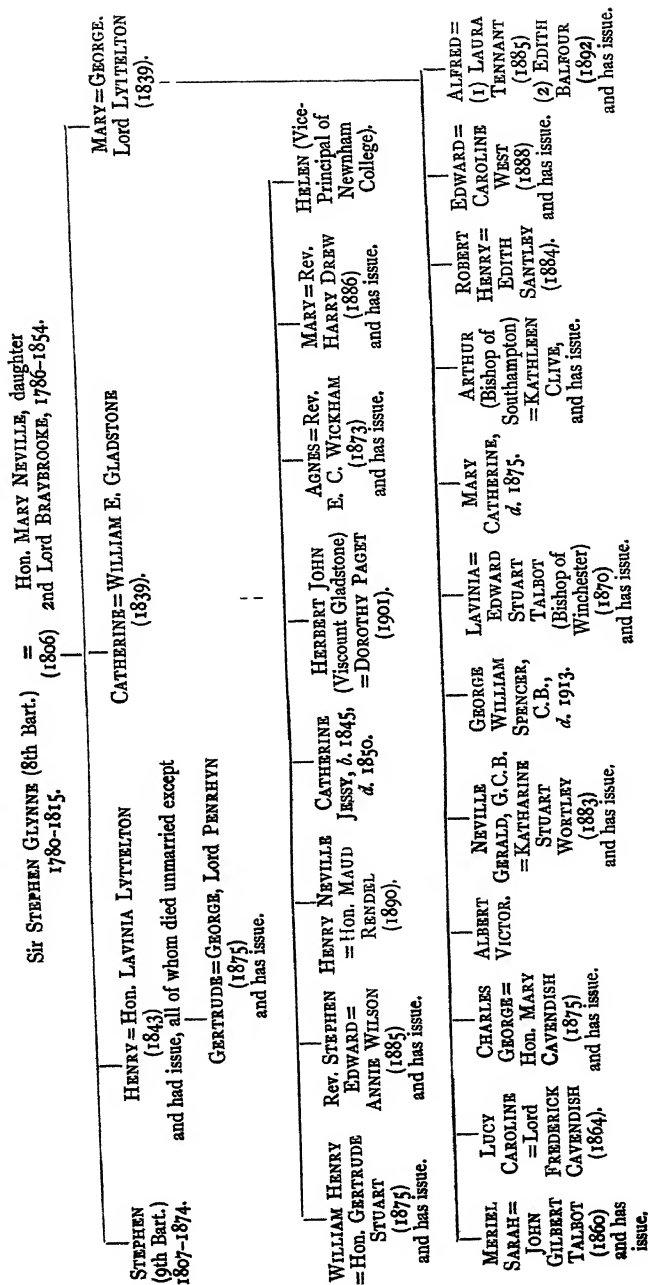 Sir STEPHEN GLYNNE (8th Bart.)
1780-1815.
=
(1806)
Hon. MARY NEVILLE, daughter
2nd Lord BRAYBROOKE, 1786-1854.
STEPHEN
(9th Bart.)
1807-1874.
HENRY=Hon. LAVINIA LYTTELTON
(1843)
and had issue, all of whom died unmarried except
GERTRUDE=GEORGE, Lord PENRHYN
(1875)
and has issue.
CATHERINE=WILLIAM E. GLADSTONE
(1839).
MARY=GEORGE.
Lord LYTTELTON
(1839).
WILLIAM HENRY
=Hon. GERTRUDE
STUART
(1875)
and has issue.
Rev. STEPHEN
EDWARD=
ANNIE WILSON
(1885)
and has issue.
HENRY NEVILLE
=Hon. MAUD
RENDEL
(1890).
CATHERINE
JESSY, b. 1845,
d. 1850.
HERBERT JOHN
(Viscount Gladstone)
=DOROTHY PAGET
(1901).
AGNES=Rev.
E. C. WICKHAM
(1873)
and has issue.
MARY=Rev.
HARRY DREW
(1886)
and has issue.
HELEN (Vice-
Principal of
Newnham
College).
MERIEL
SARAH=
JOHN
GILBERT
TALBOT
(1860)
and has
issue.
LUCY
CAROLINE
=Lord
FREDERICK
CAVENDISH
(1864).
CHARLES
GEORGE=
Hon. MARY
CAVENDISH
(1875)
and has issue.
ALBERT
VICTOR.
NEVILLE
GERALD, G.C.B.
=KATHARINE
STUART
WORTLEY
(1883)
and has issue.
GEORGE
WILLIAM
SPENCER,
C.B.,
d. 1913.
LAVINIA=
EDWARD
STUART
TALBOT
(Bishop of
Winchester)
(1870)
and has issue.
MARY
CATHERINE,
d. 1875.
ARTHUR
(Bishop of
Southampton)
=KATHLEEN
CLIVE,
and has issue.
ROBERT
HENRY=
EDITH
SANTLEY
(1884).
EDWARD=
CAROLINE
WEST
(1888)
and has issue.
ALFRED=
(1) LAURA
TENNANT
(1885)
(2) EDITH
BALFOUR
(1892)
and has issue.